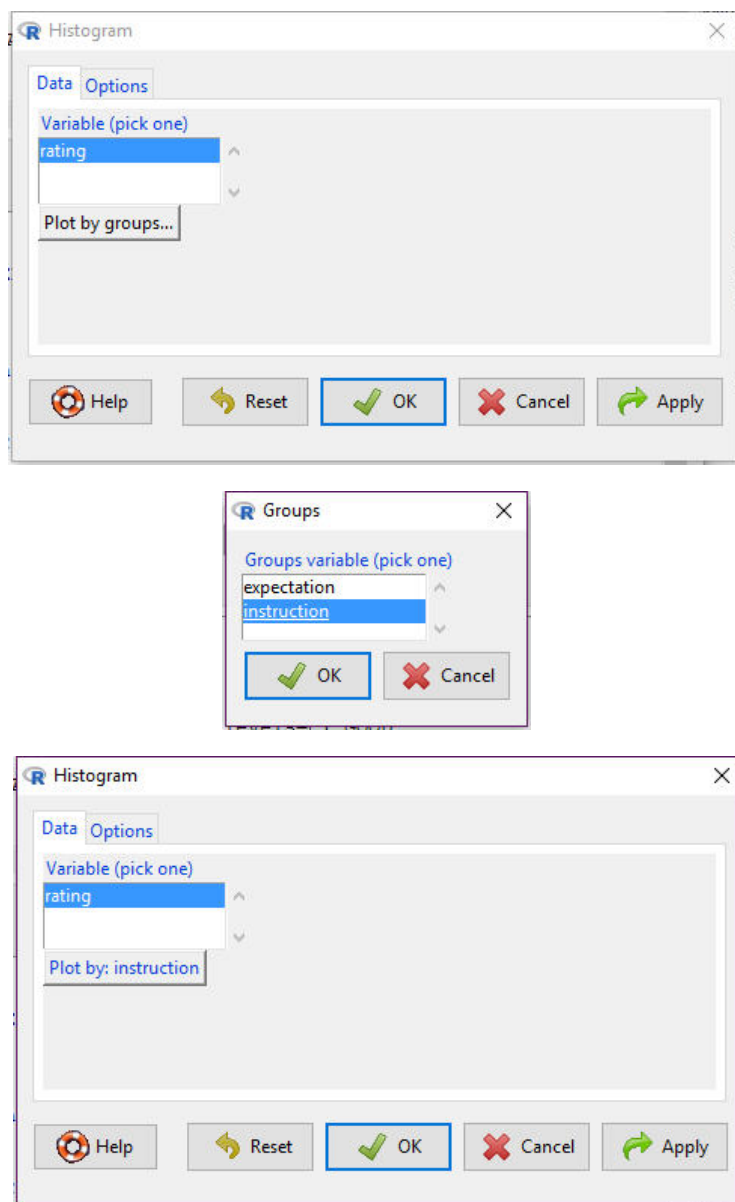 Histogram
Data Options
Variable (pick one)
rating
Plot by groups...
Help Reset OK Cancel Apply
Groups
Groups variable (pick one)
expectation
instruction
OK Cancel
Histogram
Data Options
Variable (pick one)
rating
Plot by: instruction
Help Reset OK Cancel Apply